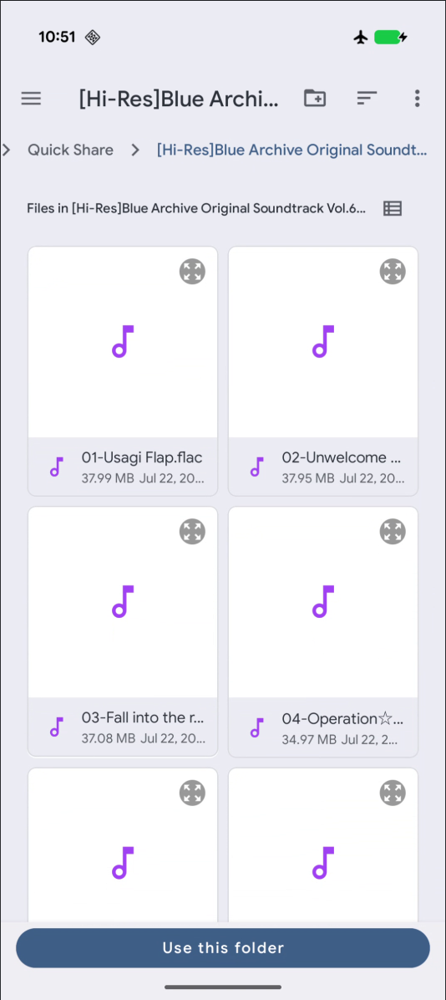 10:51
[Hi-Res]Blue Archi...
Quick Share
[Hi-Res]Blue Archive Original Soundt...
Files in [Hi-Res]Blue Archive Original Soundtrack Vol.6...
01-Usagi Flap.flac
37.99 MB Jul 22, 20...
02-Unwelcome ...
37.95 MB Jul 22, 20...
03-Fall into the r...
37.08 MB Jul 22, 20...
04-Operation☆...
34.97 MB Jul 22, 2...
Use this folder